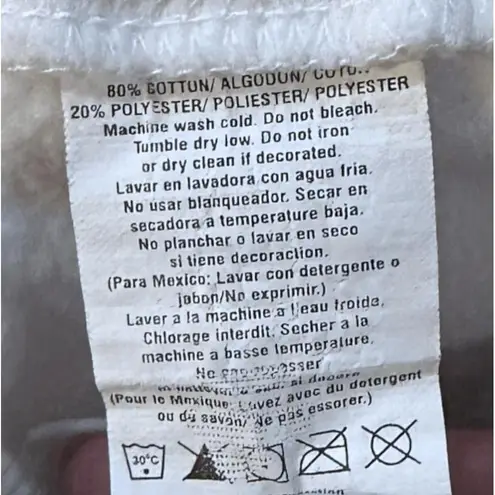 80% COTTON/ ALGODON/
20% POLYESTER/ POLIESTER/ POLYESTER
Machine wash cold. Do not bleach.
Tumble dry low. Do not iron
or dry clean if decorated.
Lavar en lavadora con agua fria.
No usar blanqueador. Secar en
secadora a temperature baja.
No planchar o lavar en seco
si tiene decoraction.
(Para Mexico: Lavar con detergente o
jabon/No exprimir.)
Laver a la machine a l'eau froide.
Chlorage interdit. Secher a la
machine a basse temperature.
Ne pas
si
(Pour le Mexique: Lavez avec du detergent
ou du savon/ Ne pas essorer.)
30°C